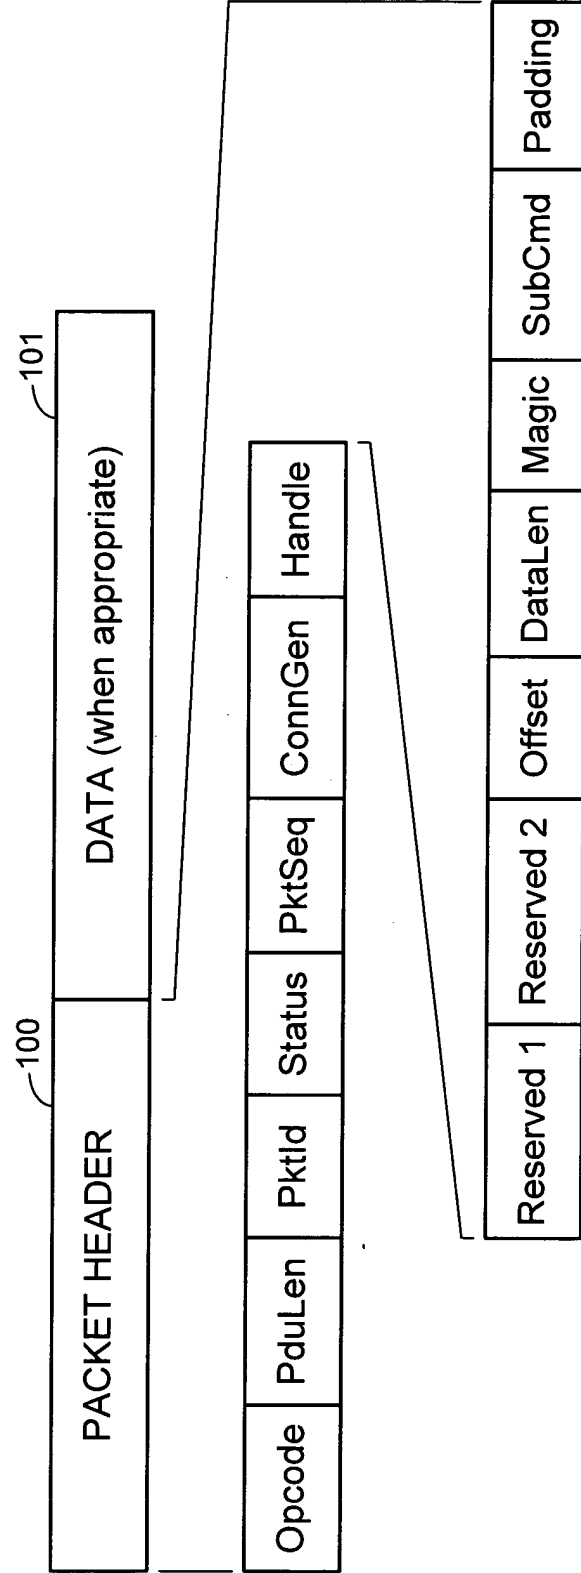 100
101
PACKET HEADER
DATA (when appropriate)
Opcode
PduLen
PktId
Status
PktSeq
ConnGen
Handle
Reserved 1
Reserved 2
Offset
DataLen
Magic
SubCmd
Padding